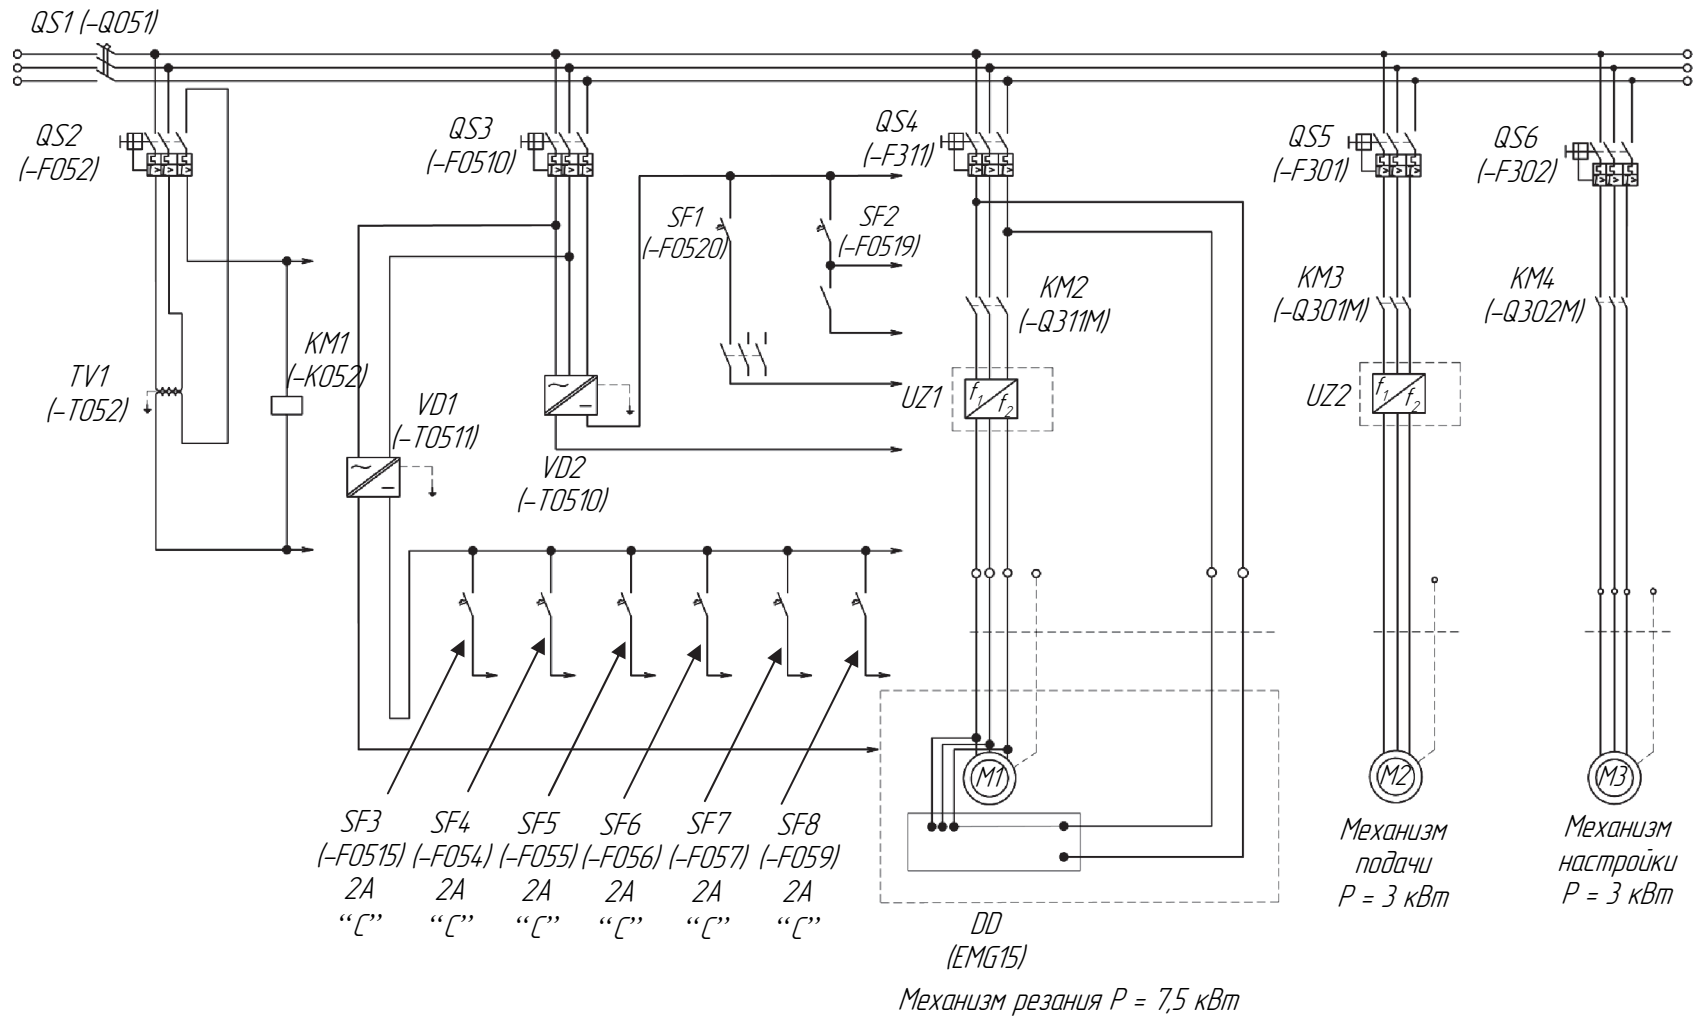 QS1 (–Q051)
QS2
(–F052)
QS3
(–F0510)
QS4
(–F311)
QS5
(–F301)
QS6
(–F302)
SF1
(–F0520)
SF2
(–F0519)
KM2
(–Q311M)
KM3
(–Q301M)
KM4
(–Q302M)
KM1
(–K052)
TV1
(–T052)
VD1
(–T0511)
VD2
(–T0510)
UZ1
f1
f2
UZ2
f1
f2
M1
M2
M3
SF3
(–F0515)
2A
“C”
SF4
(–F054)
2A
“C”
SF5
(–F055)
2A
“C”
SF6
(–F056)
2A
“C”
SF7
(–F057)
2A
“C”
SF8
(–F059)
2A
“C”
DD
(EMG15)
Механизм резания P = 7,5 кВт
Механизм
подачи
P = 3 кВт
Механизм
настройки
P = 3 кВт